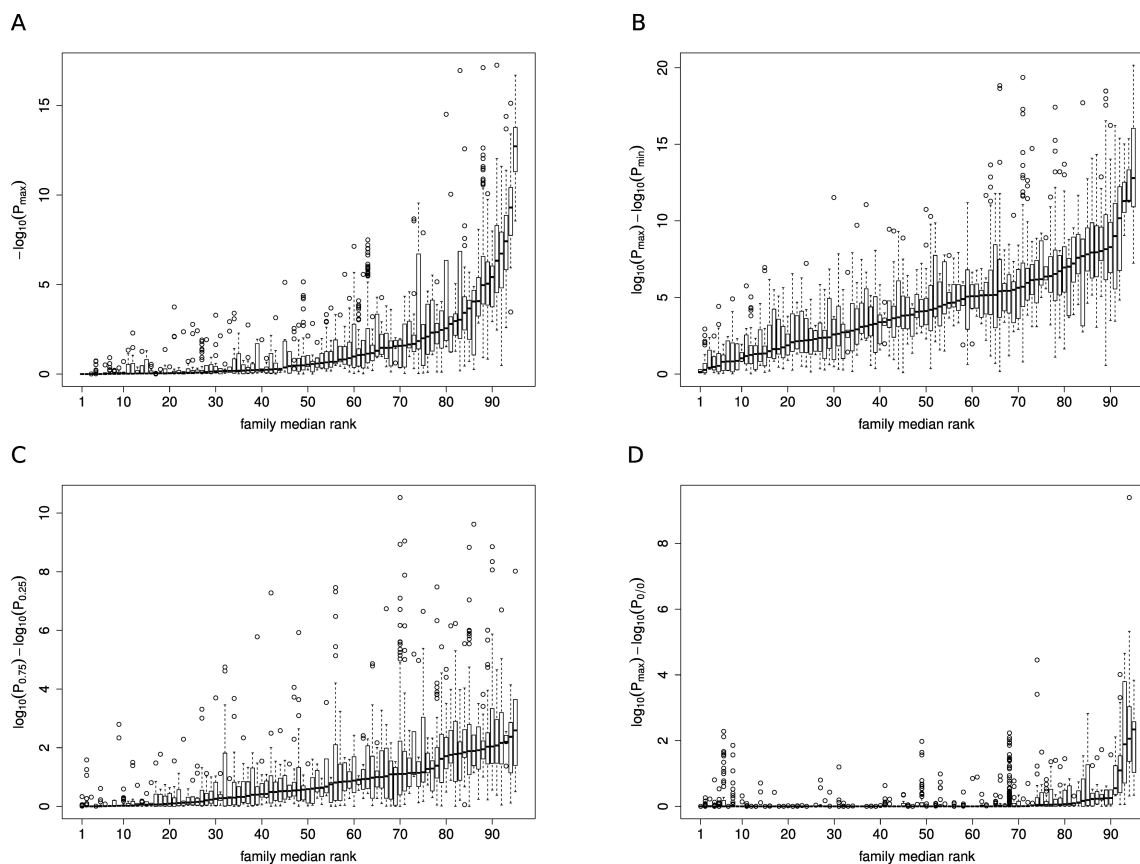 A
B
−log10(Pmax)
15
10
5
0
1 10 20 30 40 50 60 70 80 90
family median rank
log10(Pmax) − log10(Pmin)
20
15
10
5
0
1 10 20 30 40 50 60 70 80 90
family median rank
C
D
log10(P0.75) − log10(P0.25)
10
8
6
4
2
0
1 10 20 30 40 50 60 70 80 90
family median rank
log10(Pmax) − log10(P0/0)
8
6
4
2
0
1 10 20 30 40 50 60 70 80 90
family median rank